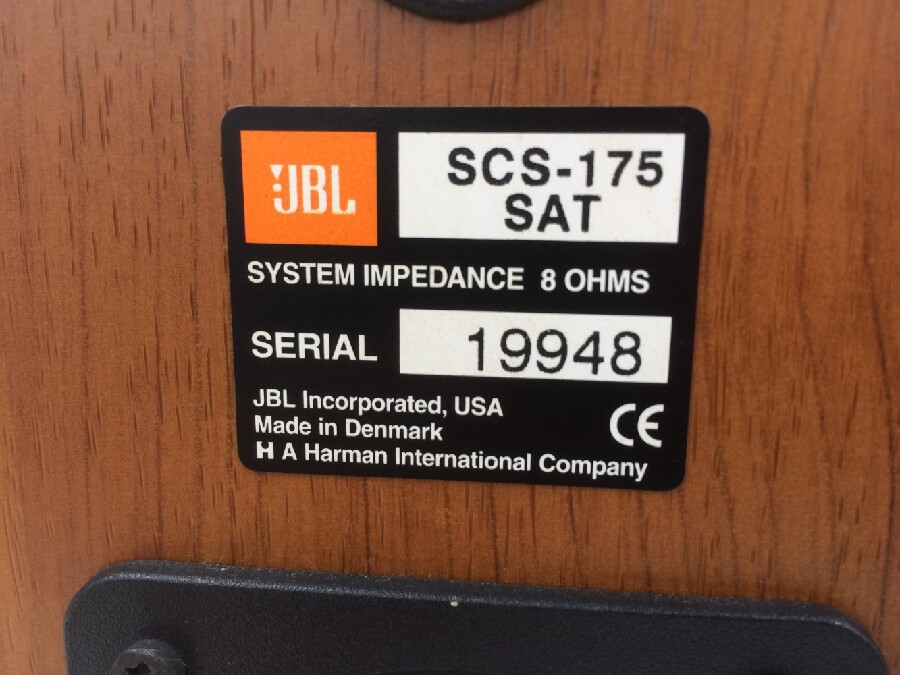 JBL
SCS-175
SAT
SYSTEM IMPEDANCE 8 OHMS
SERIAL 19948
JBL Incorporated, USA
Made in Denmark
CE
H A Harman International Company